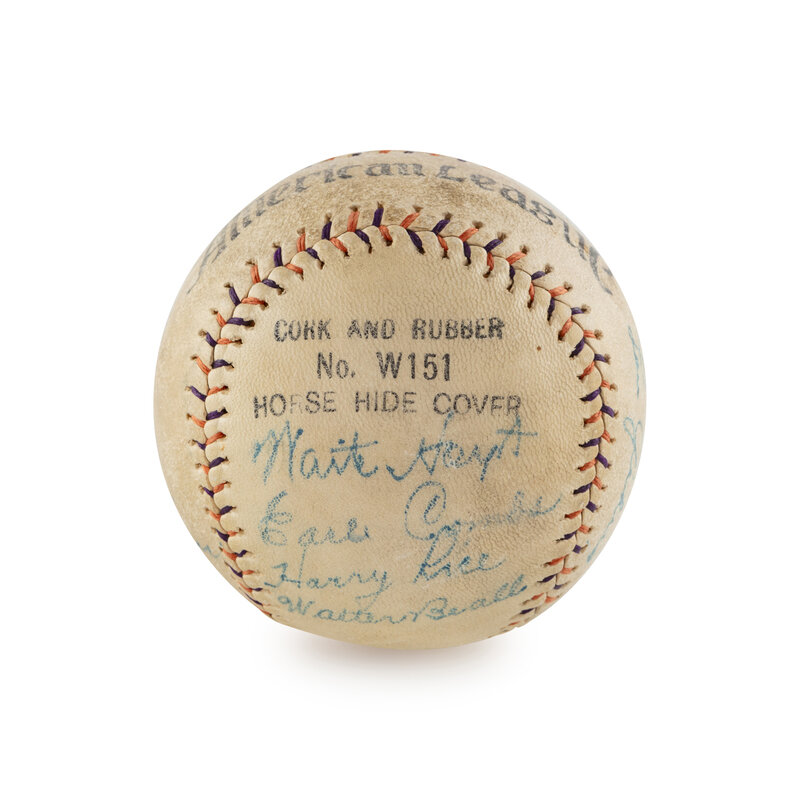 American League
CORK AND RUBBER
No. W151
HORSE HIDE COVER
Waite Hoyt
Earle Combs
Harry Rice
Walter Beall